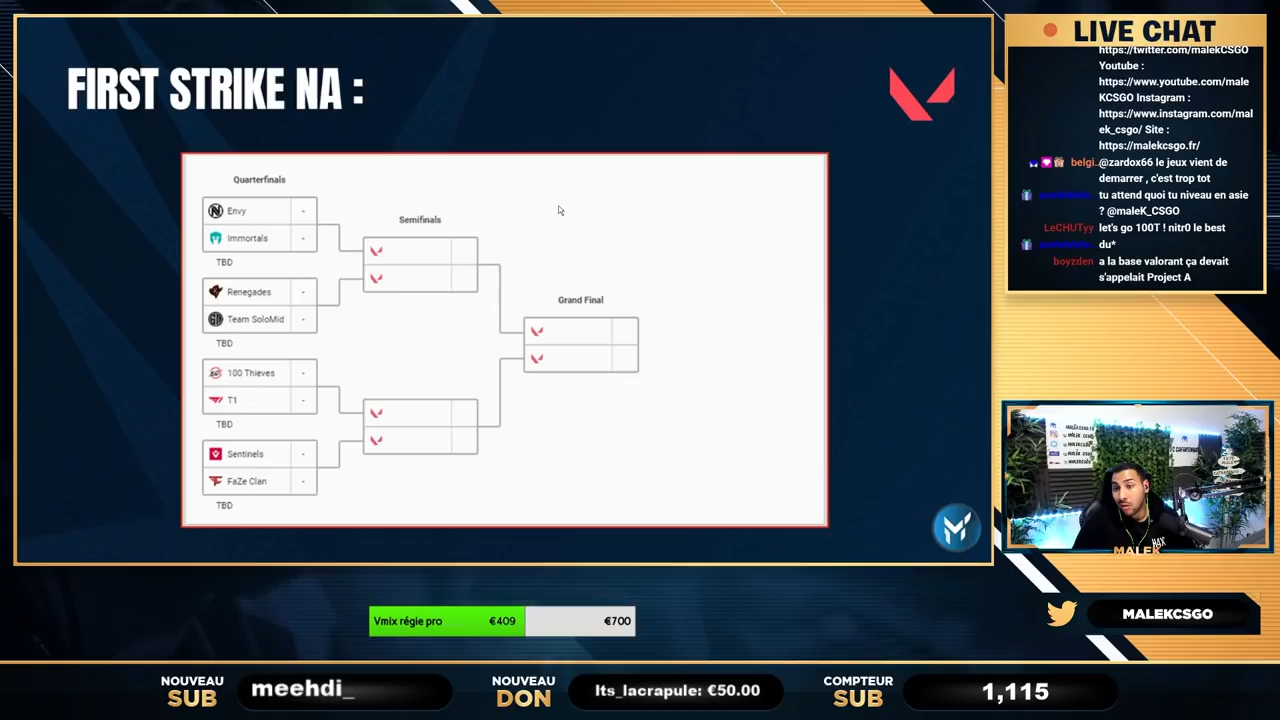 FIRST STRIKE NA :
Quarterfinals
Envy -
Immortals -
TBD
Renegades -
Team SoloMid -
TBD
100 Thieves -
T1 -
TBD
Sentinels -
FaZe Clan -
TBD
Semifinals
Grand Final
LIVE CHAT
https://twitter.com/malekCSGO
Youtube :
https://www.youtube.com/male
KCSGO Instagram :
https://www.instagram.com/mal
ek_csgo/ Site :
https://malekcsgo.fr/
belgi.. @zardox66 le jeux vient de
demarrer , c'est trop tot
tu attend quoi tu niveau en asie
? @maleK_CSGO
LeCHUTyy let's go 100T ! nitr0 le best
du*
boyzden a la base valorant ça devait
s'appelait Project A
MALEK
MALEKCSGO
Vmix régie pro €409 €700
NOUVEAU
SUB
meehdi_
NOUVEAU
DON
Its_lacrapule: €50.00
COMPTEUR
SUB
1,115